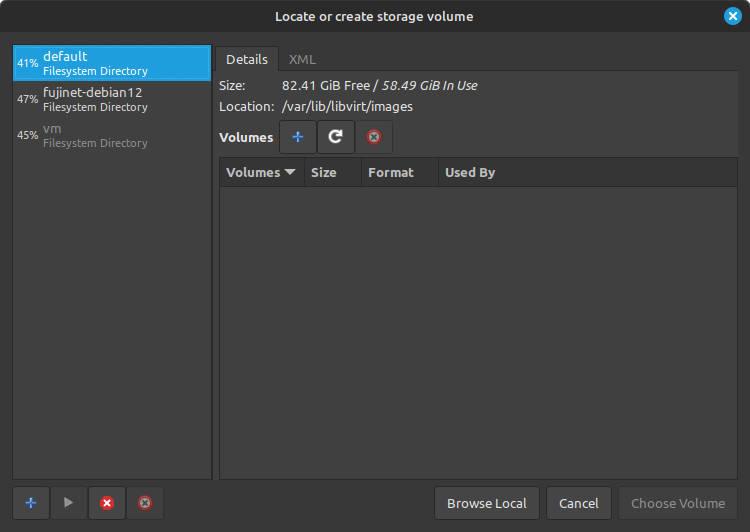 Locate or create storage volume
41% default
Filesystem Directory
47% fujinet-debian12
Filesystem Directory
45% vm
Filesystem Directory
Details XML
Size: 82.41 GiB Free / 58.49 GiB In Use
Location: /var/lib/libvirt/images
Volumes
Volumes Size Format Used By
Browse Local Cancel Choose Volume